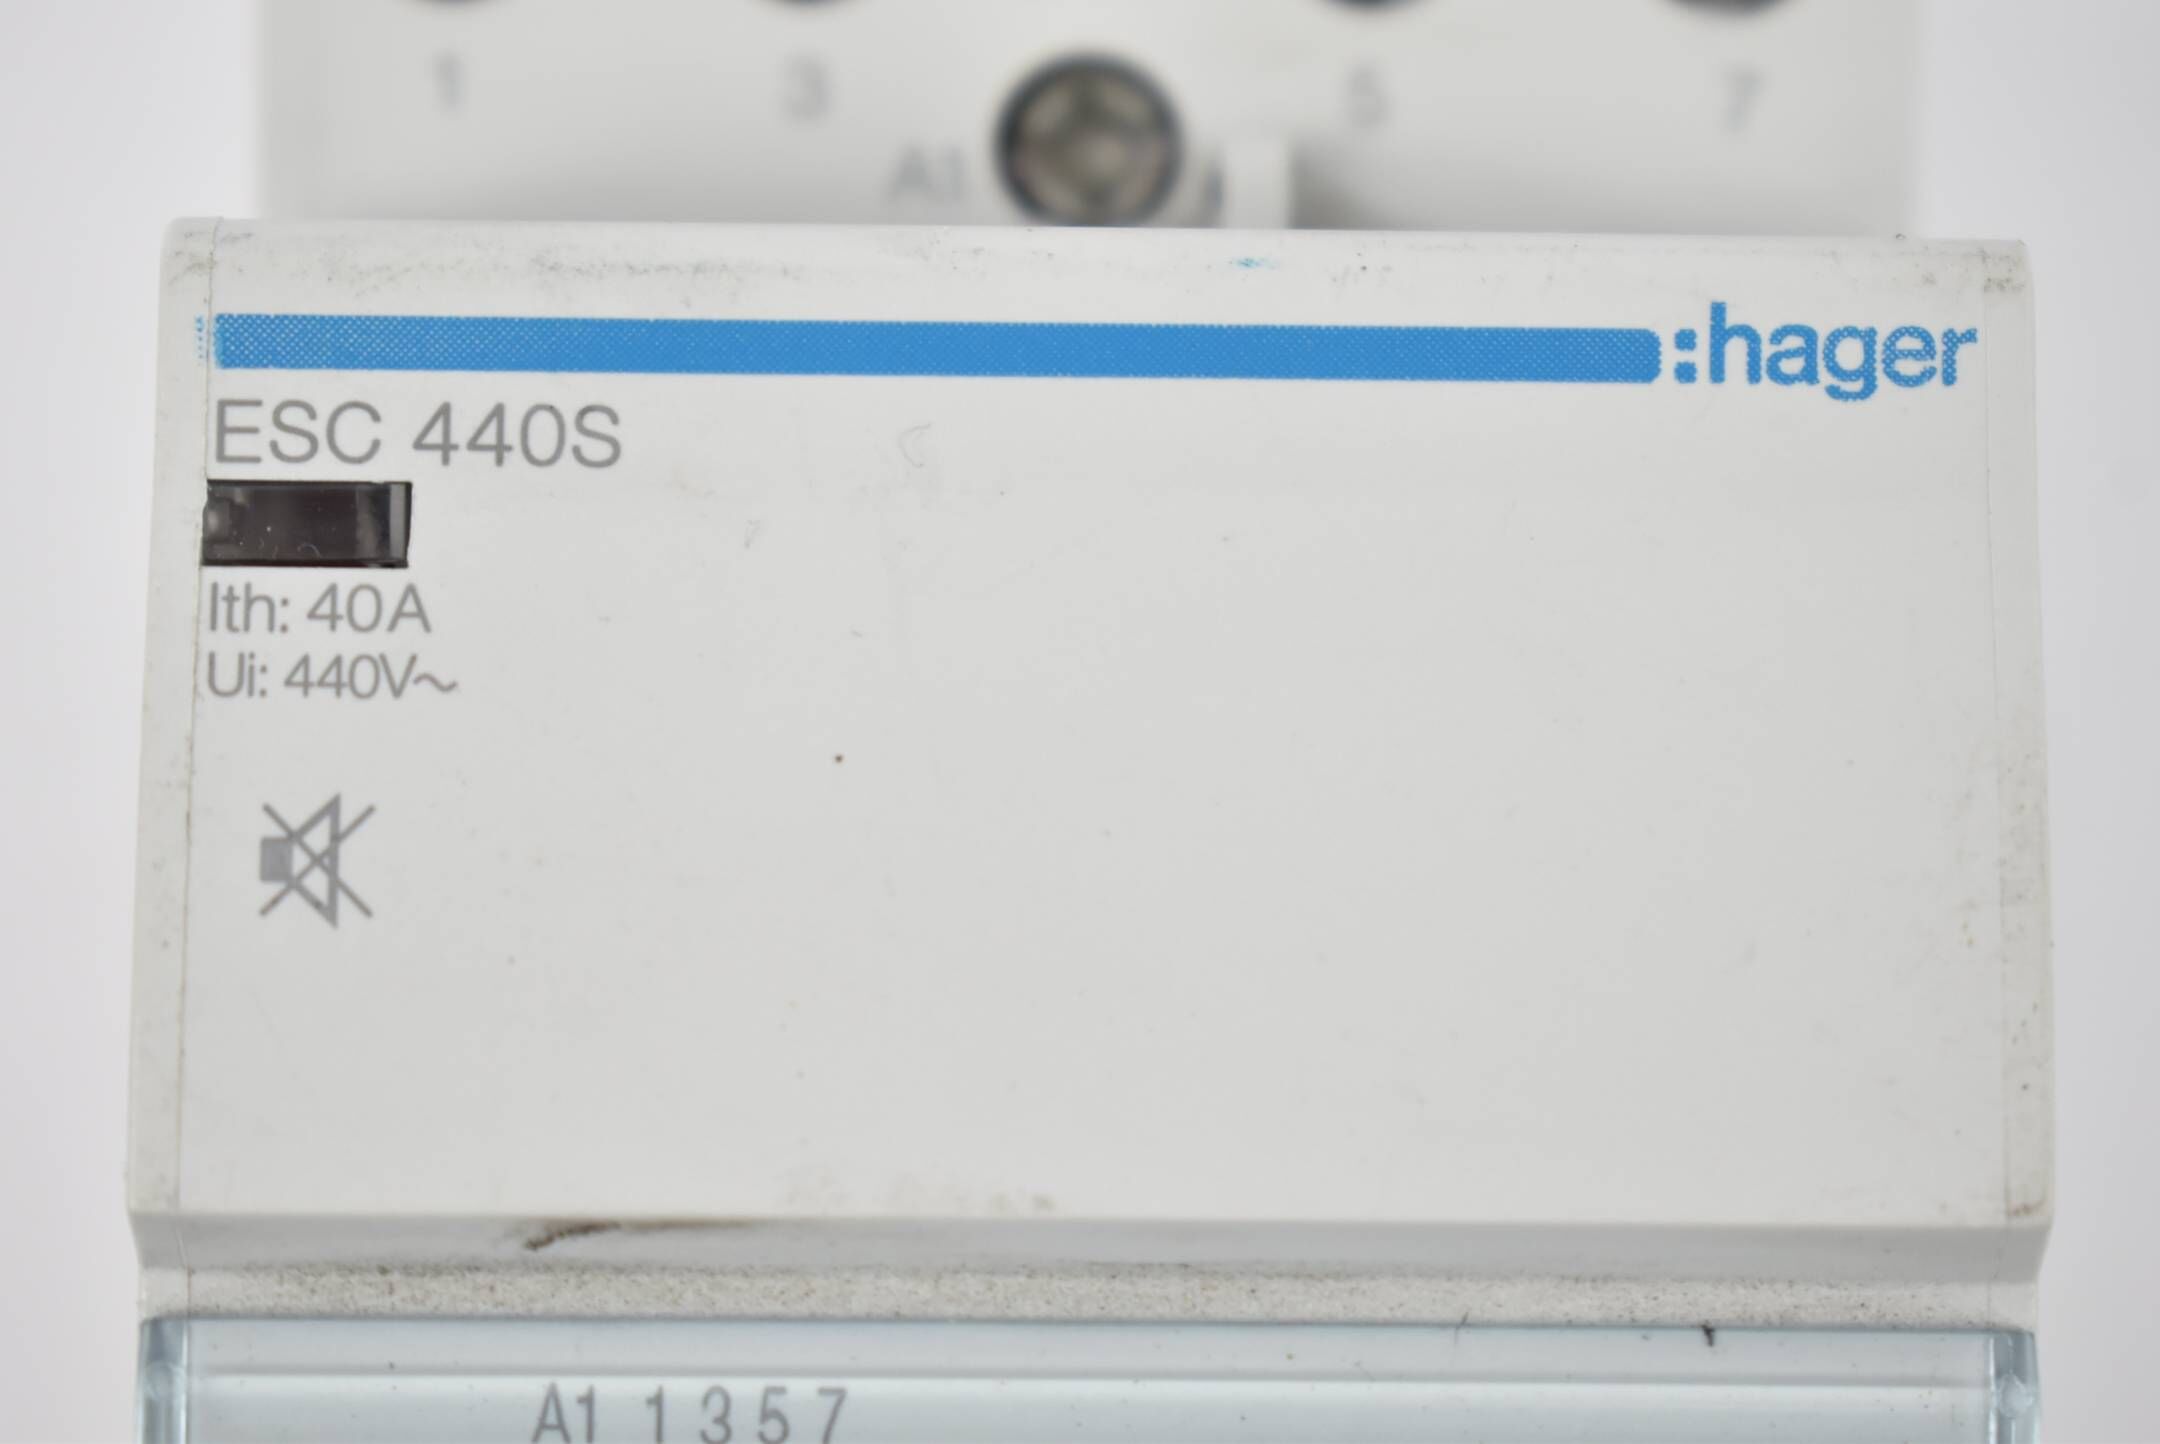 1 3 5 7
A1
:hager
ESC 440S
Ith: 40A
Ui: 440V~
A1 1 3 5 7